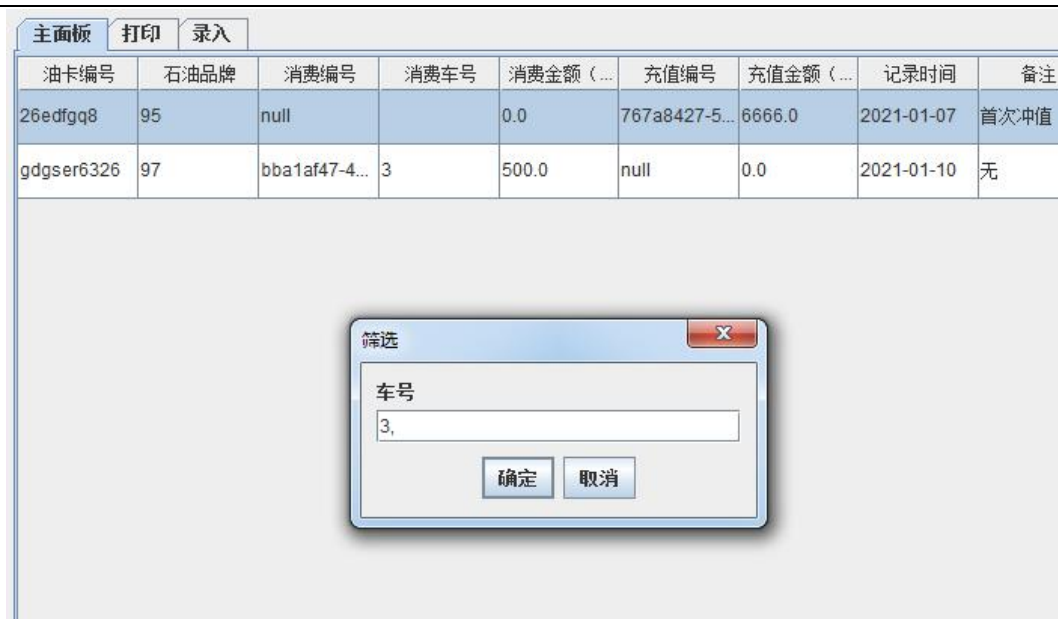 主面板 打印 录入
油卡编号 石油品牌 消费编号 消费车号 消费金额（... 充值编号 充值金额（... 记录时间 备注
26edfgq8 95 null 0.0 767a8427-5... 6666.0 2021-01-07 首次冲值
gdgser6326 97 bba1af47-4... 3 500.0 null 0.0 2021-01-10 无
筛选
车号
3,
确定 取消